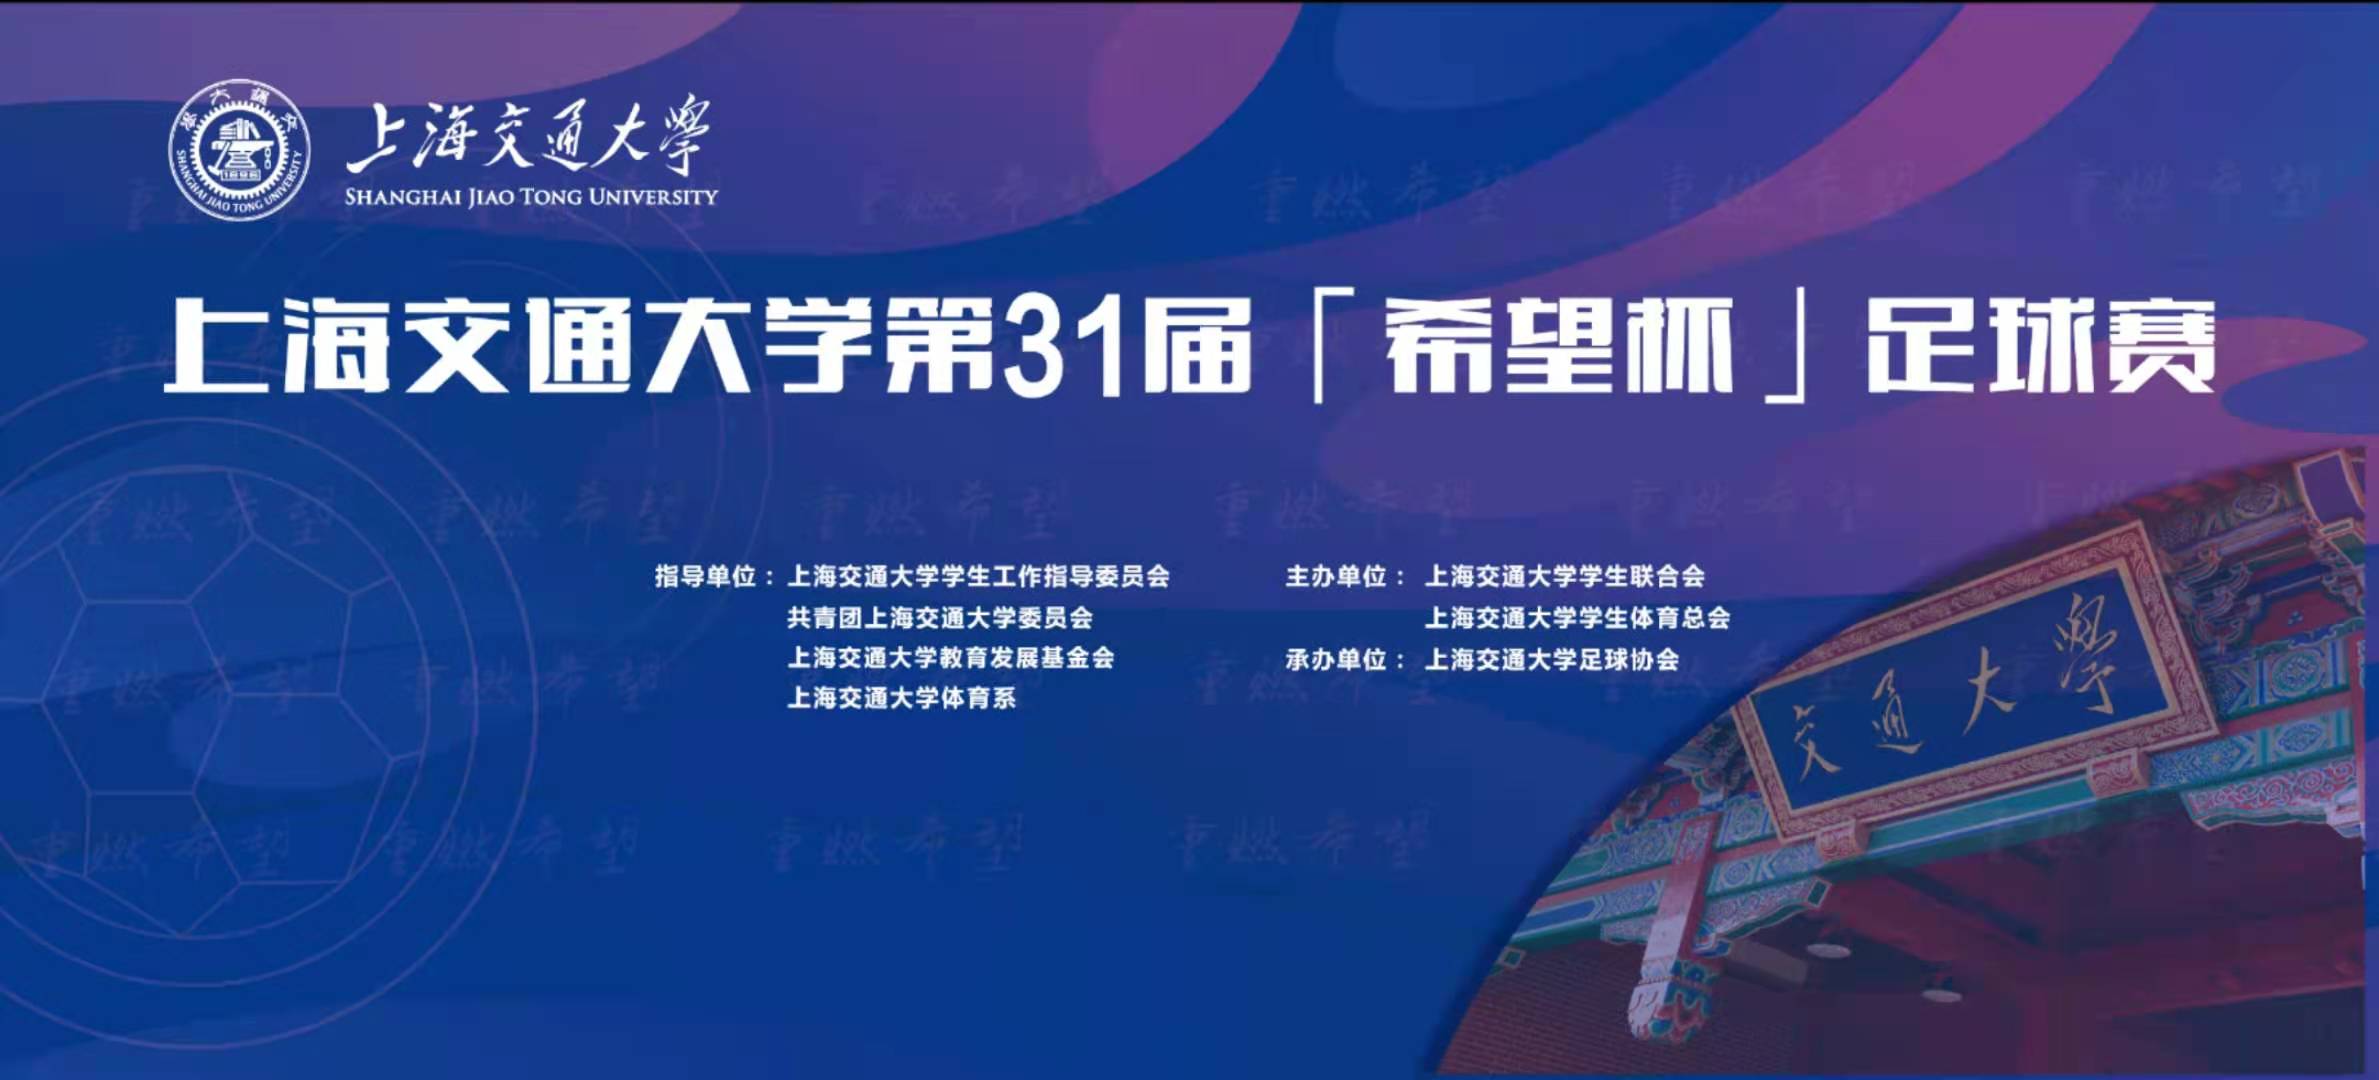 上海交通大学
SHANGHAI JIAO TONG UNIVERSITY
上海交通大学第31届「希望杯」足球赛
指导单位：上海交通大学学生工作指导委员会
共青团上海交通大学委员会
上海交通大学教育发展基金会
上海交通大学体育系
主办单位：上海交通大学学生联合会
上海交通大学学生体育总会
承办单位：上海交通大学足球协会
交通大學
重燃希望